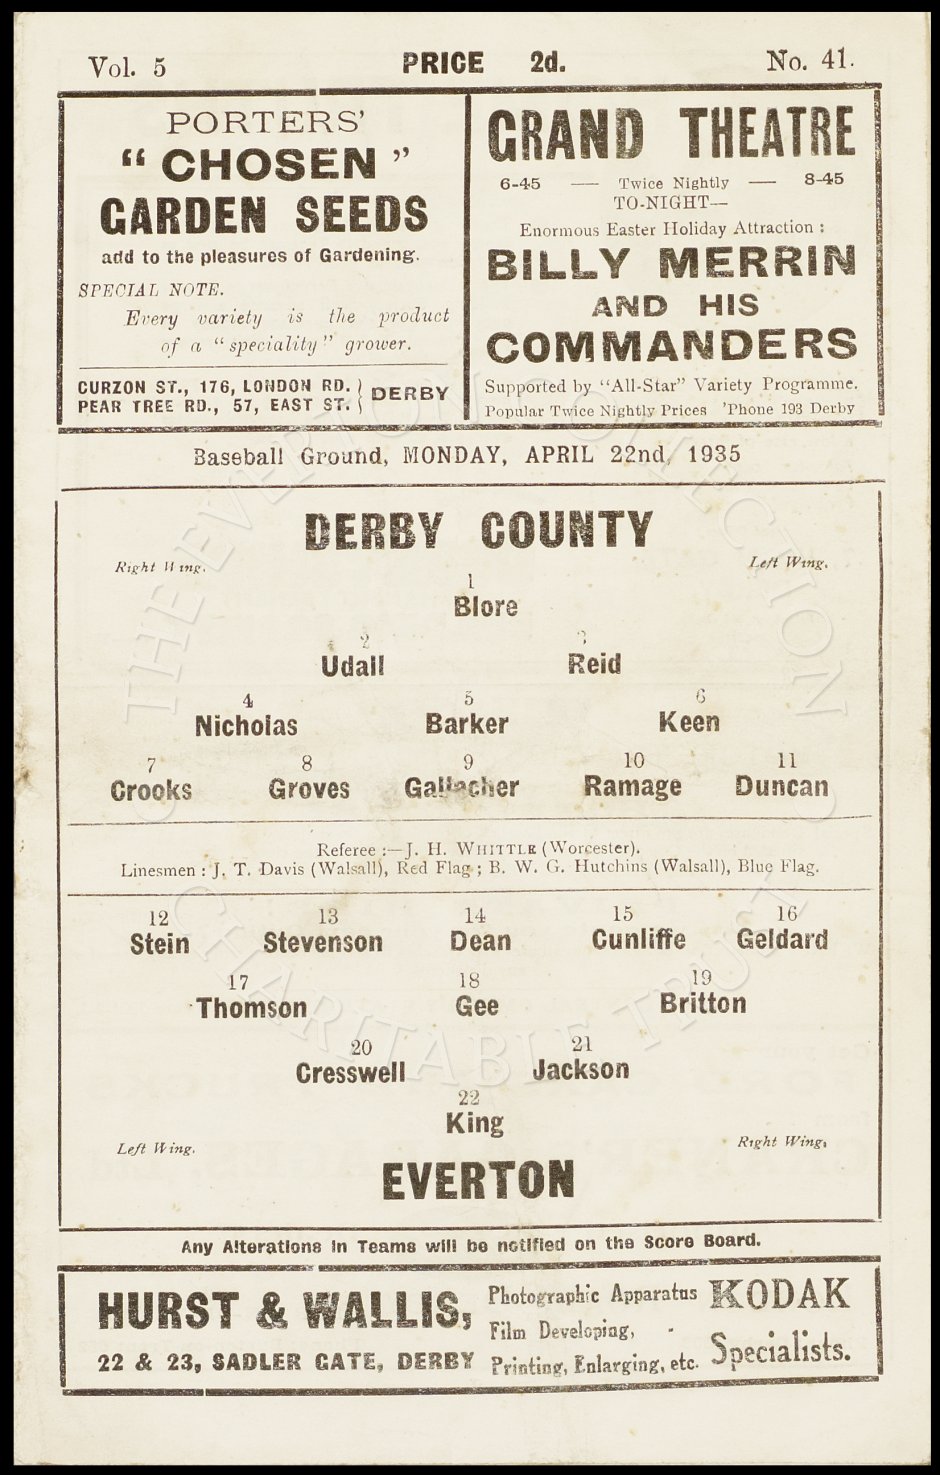 Vol. 5 PRICE 2d. No. 41.
PORTERS'
"CHOSEN"
GARDEN SEEDS
add to the pleasures of Gardening.
SPECIAL NOTE.
Every variety is the product
of a "speciality" grower.
CURZON ST., 176, LONDON RD.
PEAR TREE RD., 57, EAST ST.
DERBY
GRAND THEATRE
6-45 — Twice Nightly — 8-45
TO-NIGHT—
Enormous Easter Holiday Attraction :
BILLY MERRIN
AND HIS
COMMANDERS
Supported by "All-Star" Variety Programme.
Popular Twice Nightly Prices 'Phone 193 Derby
Baseball Ground, MONDAY, APRIL 22nd, 1935
DERBY COUNTY
Right Wing. Left Wing.
1
Blore
2 3
Udall Reid
4 5 6
Nicholas Barker Keen
7 8 9 10 11
Crooks Groves Gallacher Ramage Duncan
Referee :—J. H. WHITTLE (Worcester).
Linesmen : J. T. Davis (Walsall), Red Flag ; B. W. G. Hutchins (Walsall), Blue Flag.
12 13 14 15 16
Stein Stevenson Dean Cunliffe Geldard
17 18 19
Thomson Gee Britton
20 21
Cresswell Jackson
22
King
Left Wing. Right Wing.
EVERTON
Any Alterations in Teams will be notified on the Score Board.
HURST & WALLIS,
22 & 23, SADLER GATE, DERBY
Photographic Apparatus
Film Developing,
Printing, Enlarging, etc.
KODAK
Specialists.
THE EVERTON COLLECTION
CHARITABLE TRUST